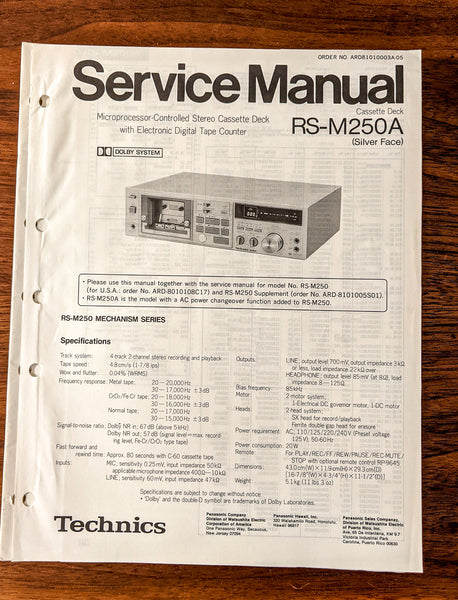 ORDER NO. ARD81010003A-05
Service Manual
Cassette Deck
Microprocessor-Controlled Stereo Cassette Deck
with Electronic Digital Tape Counter
RS-M250A
(Silver Face)
DOLBY SYSTEM
• Please use this manual together with the service manual for model No. RS-M250
(for U.S.A.: order No. ARD-8010108C17) and RS-M250 Supplement (order No. ARD-8101005S01).
• RS-M250A is the model with a AC power changeover function added to RS-M250.
RS-M250 MECHANISM SERIES
Specifications
Track system: 4-track 2-channel stereo recording and playback
Tape speed 4.8cm/s (1-7/8 ips)
Wow and flutter: 0.04% (WRMS)
Frequency response: Metal tape; 20—20,000Hz
30—17,000Hz ±3dB
CrO₂/Fe-Cr tape; 20—18,000Hz
30—16,000Hz ±3dB
Normal tape; 20—17,000Hz
30—15,000Hz ±3dB
Signal-to-noise ratio: Dolby NR in; 67dB (above 5kHz)
Dolby NR out; 57dB (signal level = max. recording
level, Fe-Cr/CrO₂ type tape)
Fast forward and
rewind time: Approx. 80 seconds with C-60 cassette tape
Inputs: MIC; sensitivity 0.25mV, input impedance 50kΩ
applicable microphone impedance 400Ω—10kΩ
LINE; sensitivity 60mV, input impedance 47kΩ
Outputs: LINE; output level 700mV, output impedance 3kΩ
or less, load impedance 22kΩ over
HEADPHONE; output level 85mV (at 8Ω), load
impedance 8—125Ω
Bias frequency: 85kHz
Motor: 2-motor system;
1-Electrical DC governor motor, 1-DC motor
Heads: 2-head system;
SX head for record/playback
Ferrite double-gap head for erasure
Power requirement: AC; 110/125/220/240V (Preset voltage
125V), 50-60Hz
Power consumption: 20W
Remote: For PLAY/REC/FF/REW/PAUSE/REC-MUTE/
STOP with optional remote control RP-9645
Dimensions: 43.0cm(W)×11.9cm(H)×29.3cm(D)
[16-7/8"(W)×4-3/4"(H)×11-1/2"(D)]
Weight: 5.1kg (11 lbs 3 oz)
Specifications are subject to change without notice
'Dolby' and the double-D symbol are trademarks of Dolby Laboratories.
Technics
Panasonic Company
Division of Matsushita Electric
Corporation of America
One Panasonic Way, Secaucus,
New Jersey 07094
Panasonic Hawaii, Inc.
320 Waiakamilo Road, Honolulu,
Hawaii 96817
Panasonic Sales Company,
Division of Matsushita Electric
of Puerto Rico, Inc.
Ave. 65 De Infanteria, KM 9.7
Victoria Industrial Park
Carolina, Puerto Rico 00630